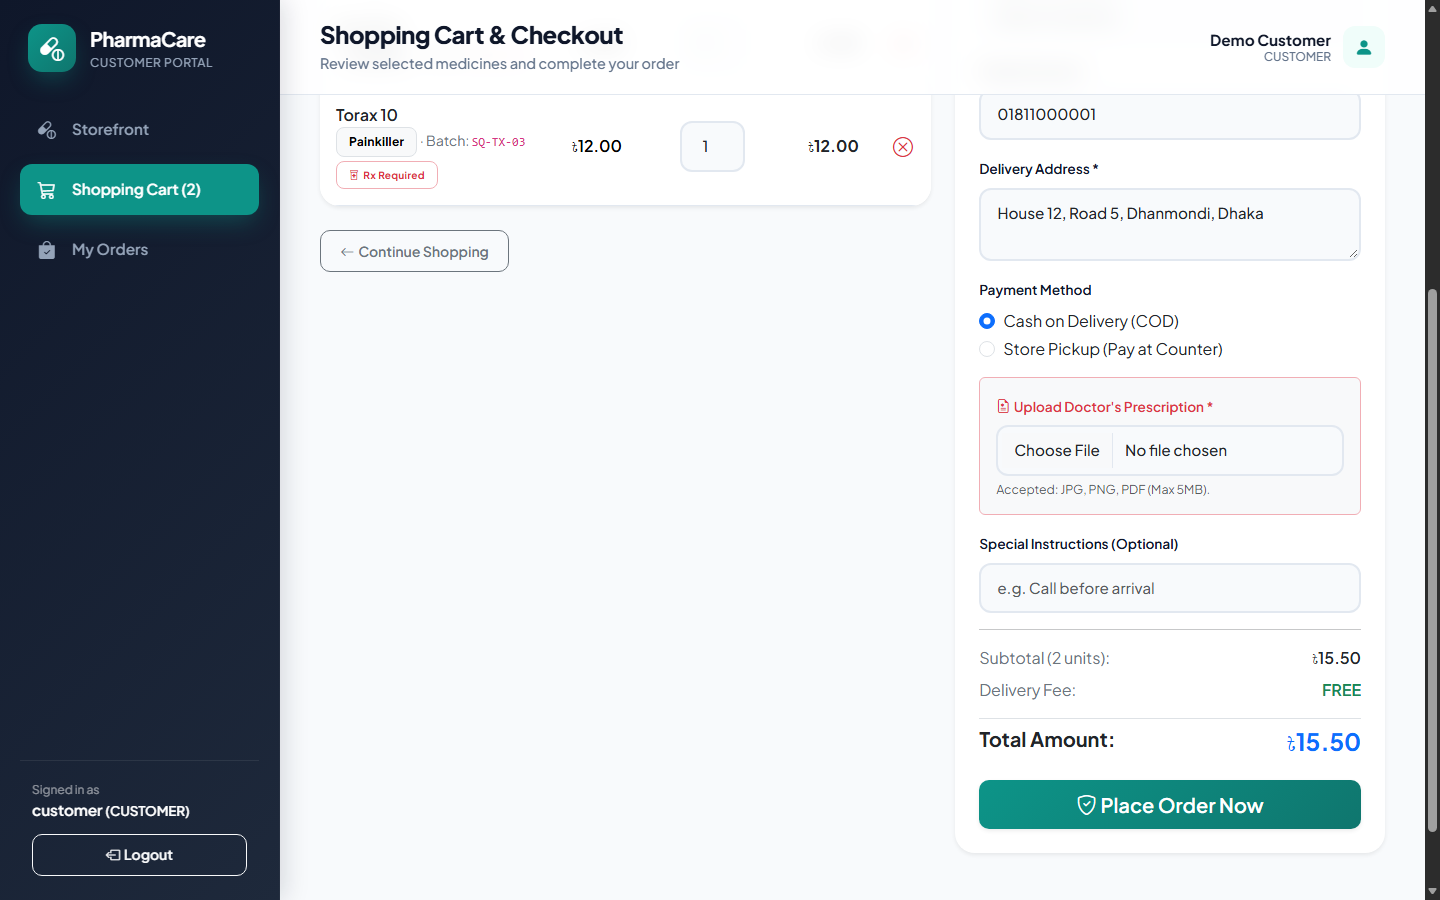 PharmaCare
CUSTOMER PORTAL
Storefront
Shopping Cart (2)
My Orders
Signed in as
customer (CUSTOMER)
Logout
Shopping Cart & Checkout
Review selected medicines and complete your order
Demo Customer
CUSTOMER
Torax 10
Painkiller · Batch: SQ-TX-03
Rx Required
৳12.00
1
৳12.00
← Continue Shopping
01811000001
Delivery Address *
House 12, Road 5, Dhanmondi, Dhaka
Payment Method
Cash on Delivery (COD)
Store Pickup (Pay at Counter)
Upload Doctor's Prescription *
Choose File No file chosen
Accepted: JPG, PNG, PDF (Max 5MB).
Special Instructions (Optional)
e.g. Call before arrival
Subtotal (2 units): ৳15.50
Delivery Fee: FREE
Total Amount: ৳15.50
Place Order Now